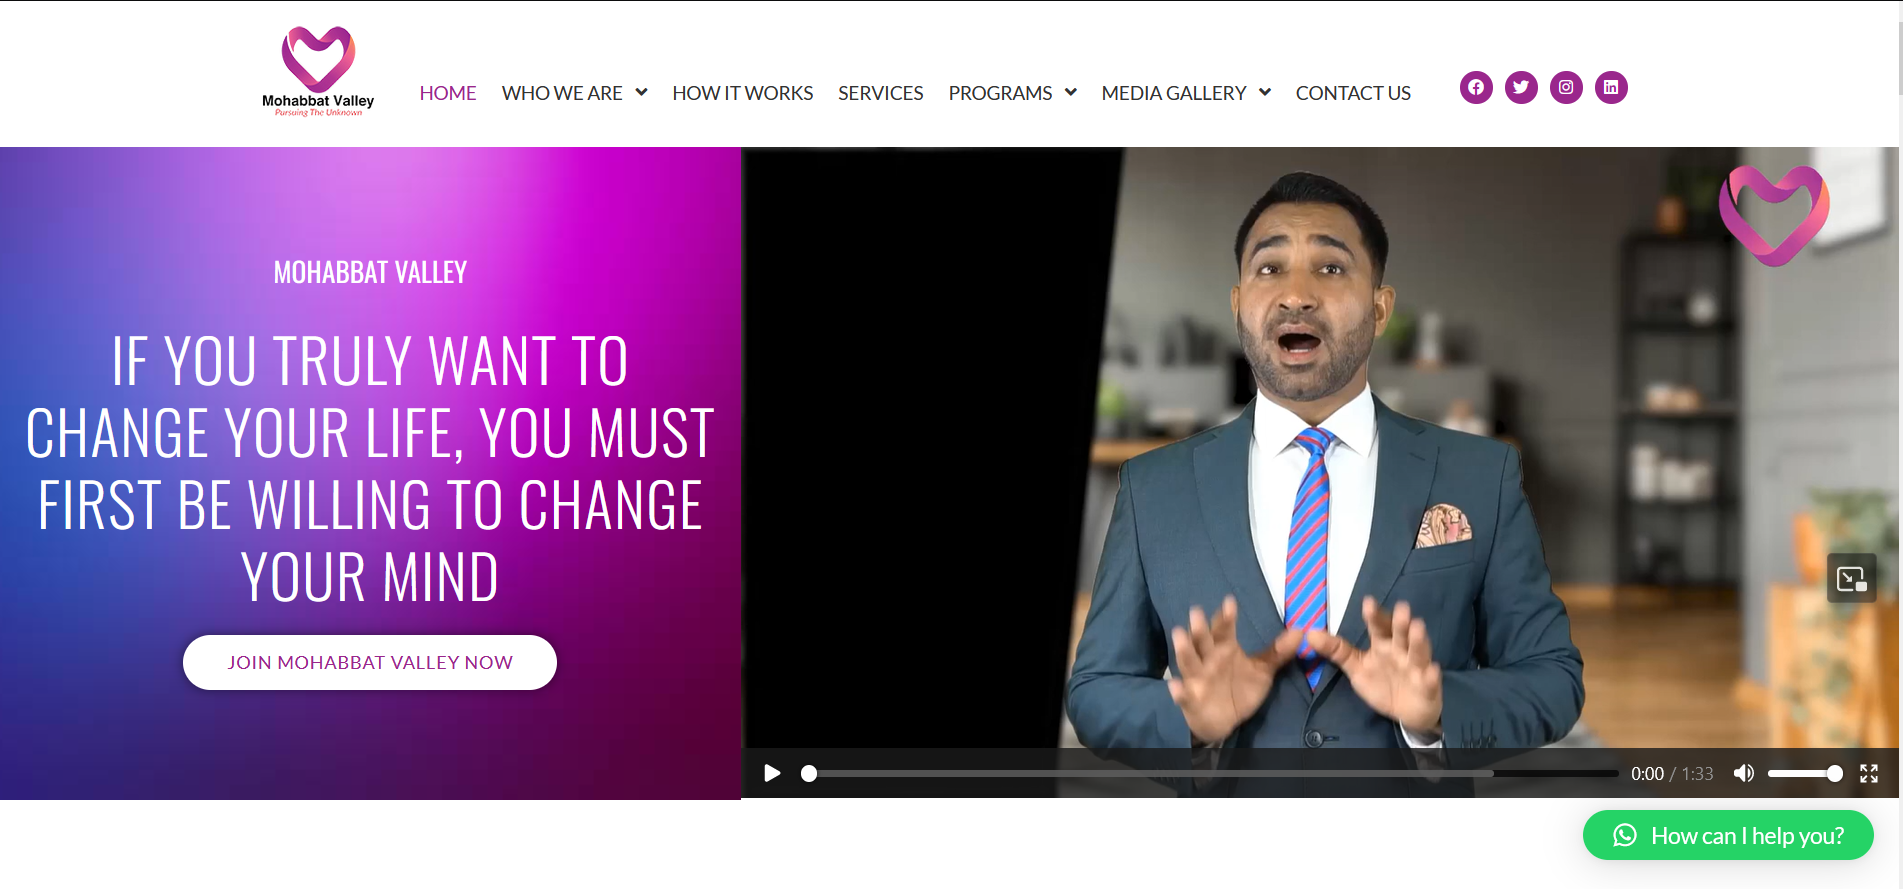 Mohabbat Valley
Pursuing The Unknown
HOME WHO WE ARE HOW IT WORKS SERVICES PROGRAMS MEDIA GALLERY CONTACT US
MOHABBAT VALLEY
IF YOU TRULY WANT TO
CHANGE YOUR LIFE, YOU MUST
FIRST BE WILLING TO CHANGE
YOUR MIND
JOIN MOHABBAT VALLEY NOW
0:00 / 1:33
How can I help you?